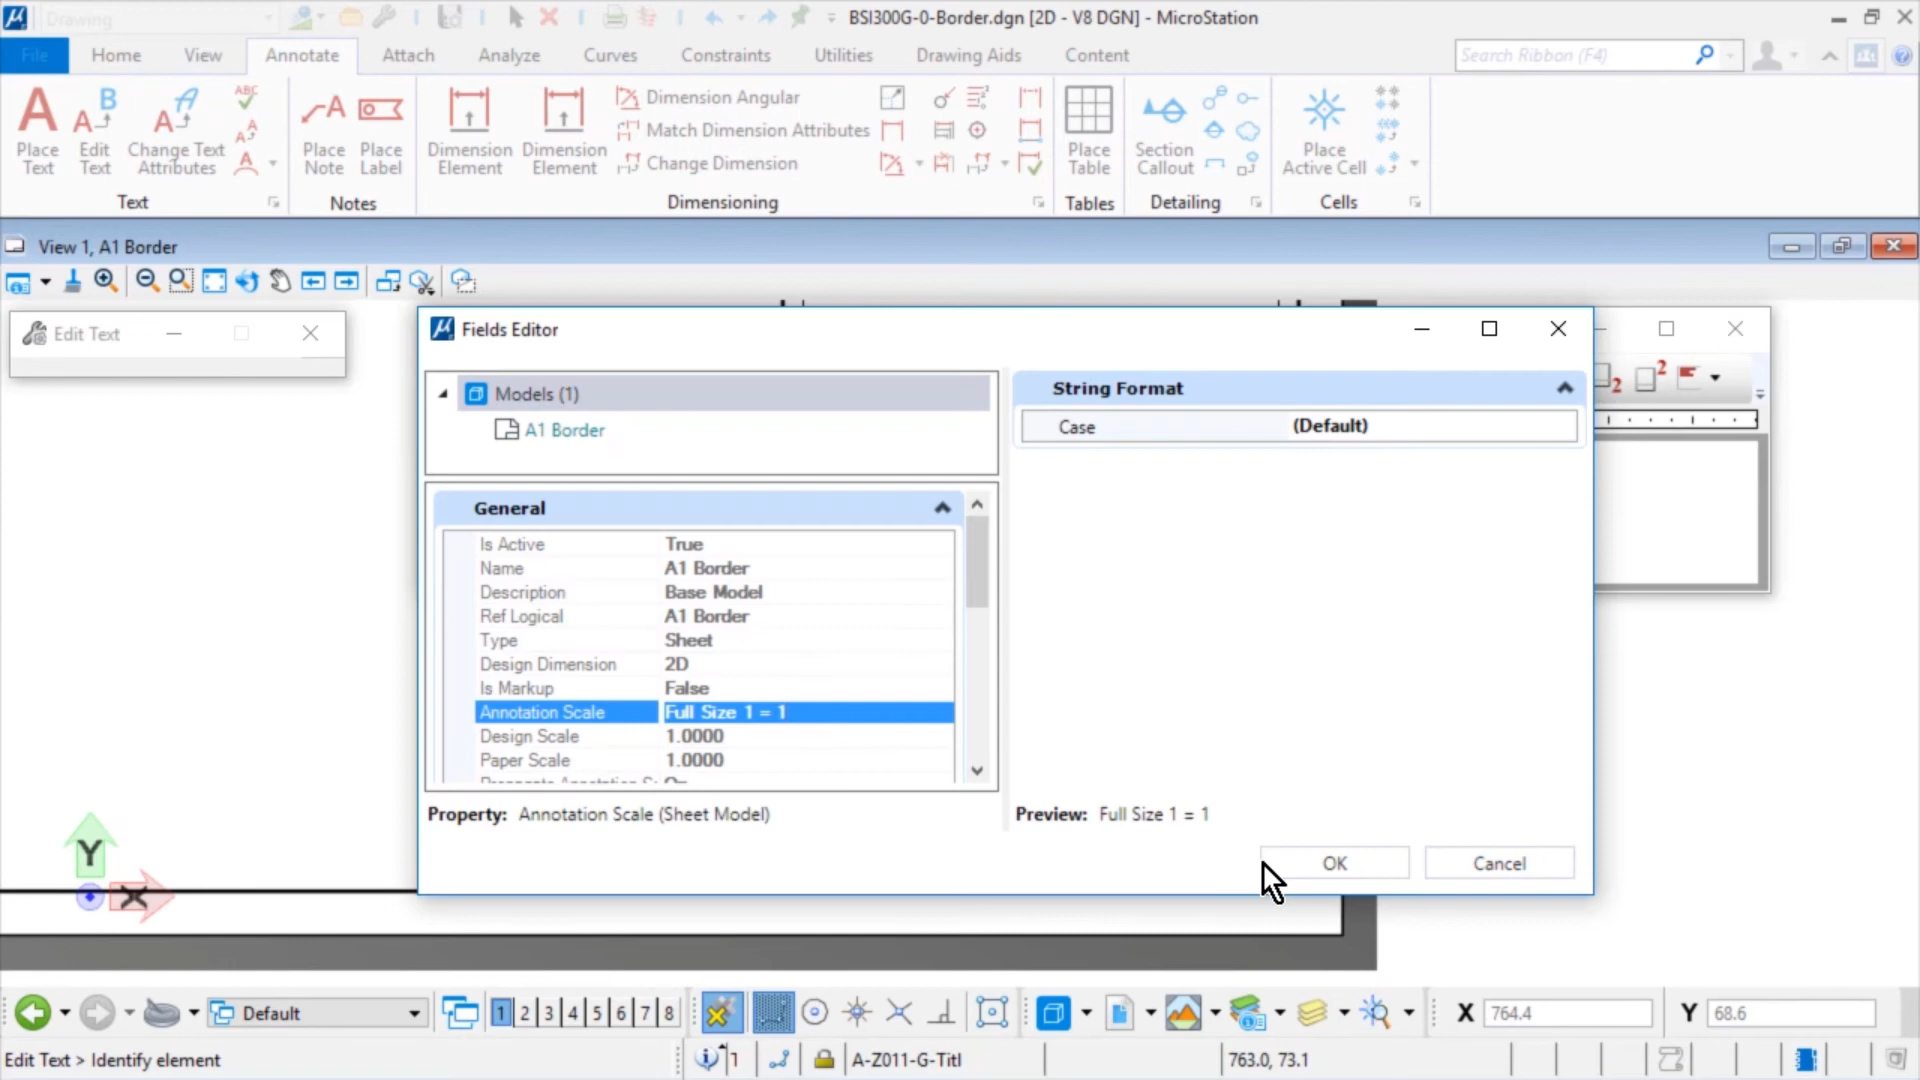 Drawing
BSI300G-0-Border.dgn [2D - V8 DGN] - MicroStation
File
Home
View
Annotate
Attach
Analyze
Curves
Constraints
Utilities
Drawing Aids
Content
Search Ribbon (F4)
Place Text
Edit Text
Change Text Attributes
ABC
Place Note
Place Label
Dimension Element
Dimension Element
Dimension Angular
Match Dimension Attributes
Change Dimension
Place Table
Section Callout
Place Active Cell
Text
Notes
Dimensioning
Tables
Detailing
Cells
View 1, A1 Border
Edit Text
Fields Editor
Models (1)
A1 Border
String Format
Case (Default)
General
Is Active True
Name A1 Border
Description Base Model
Ref Logical A1 Border
Type Sheet
Design Dimension 2D
Is Markup False
Annotation Scale Full Size 1 = 1
Design Scale 1.0000
Paper Scale 1.0000
Property: Annotation Scale (Sheet Model)
Preview: Full Size 1 = 1
OK
Cancel
Y
X
Default
1 2 3 4 5 6 7 8
X 764.4
Y 68.6
Edit Text > Identify element
1
A-Z011-G-Titl
763.0, 73.1